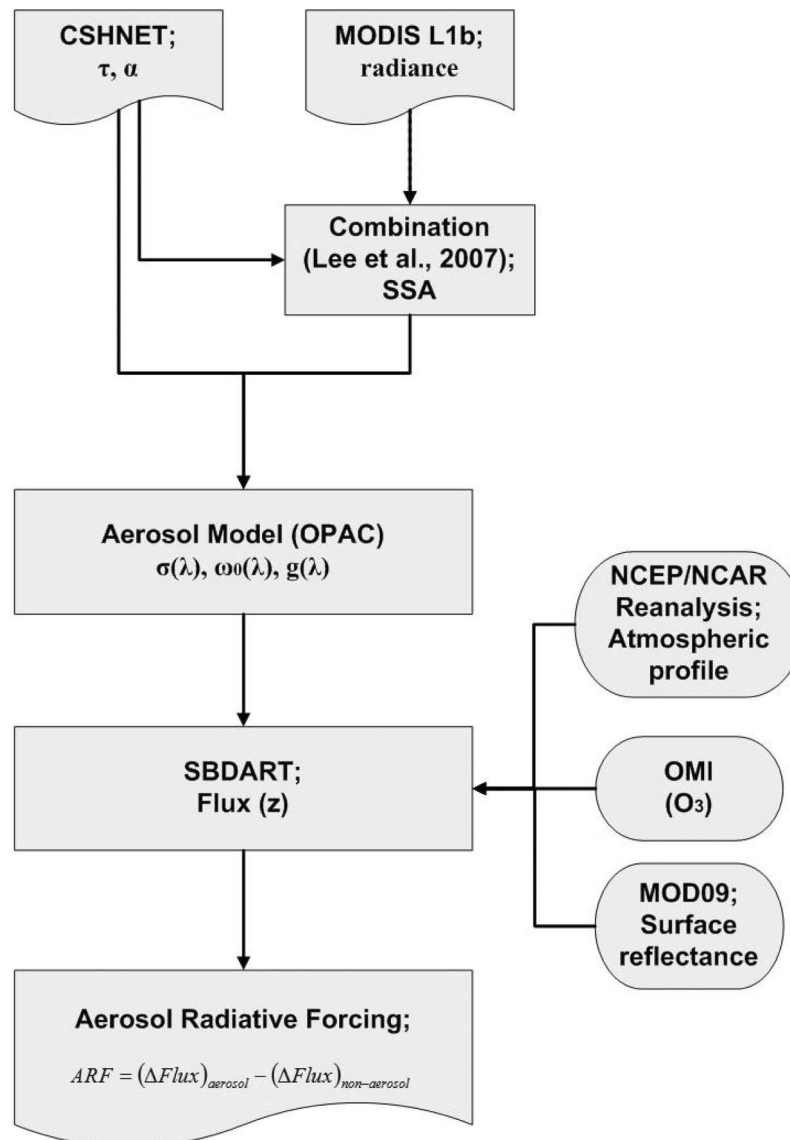 CSHNET;
τ, α
MODIS L1b;
radiance
Combination
(Lee et al., 2007);
SSA
Aerosol Model (OPAC)
σ(λ), ω₀(λ), g(λ)
NCEP/NCAR
Reanalysis;
Atmospheric
profile
SBDART;
Flux (z)
OMI
(O₃)
MOD09;
Surface
reflectance
Aerosol Radiative Forcing;
ARF = (ΔFlux)aerosol − (ΔFlux)non−aerosol